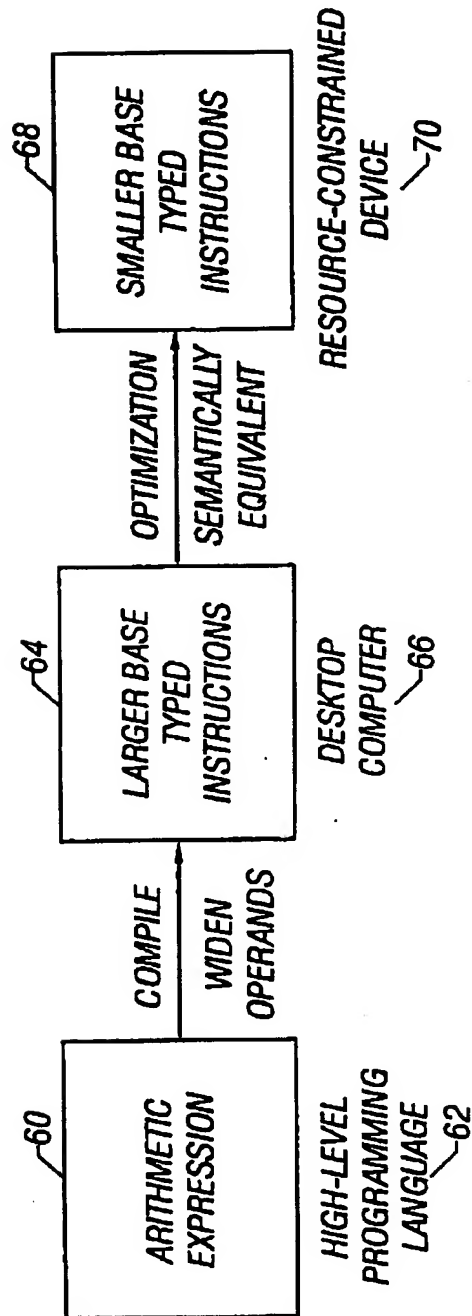 60
ARITHMETIC
EXPRESSION
HIGH-LEVEL
PROGRAMMING
LANGUAGE
62
COMPILE
WIDEN
OPERANDS
64
LARGER BASE
TYPED
INSTRUCTIONS
DESKTOP
COMPUTER
66
OPTIMIZATION
SEMANTICALLY
EQUIVALENT
68
SMALLER BASE
TYPED
INSTRUCTIONS
RESOURCE-CONSTRAINED
DEVICE
70